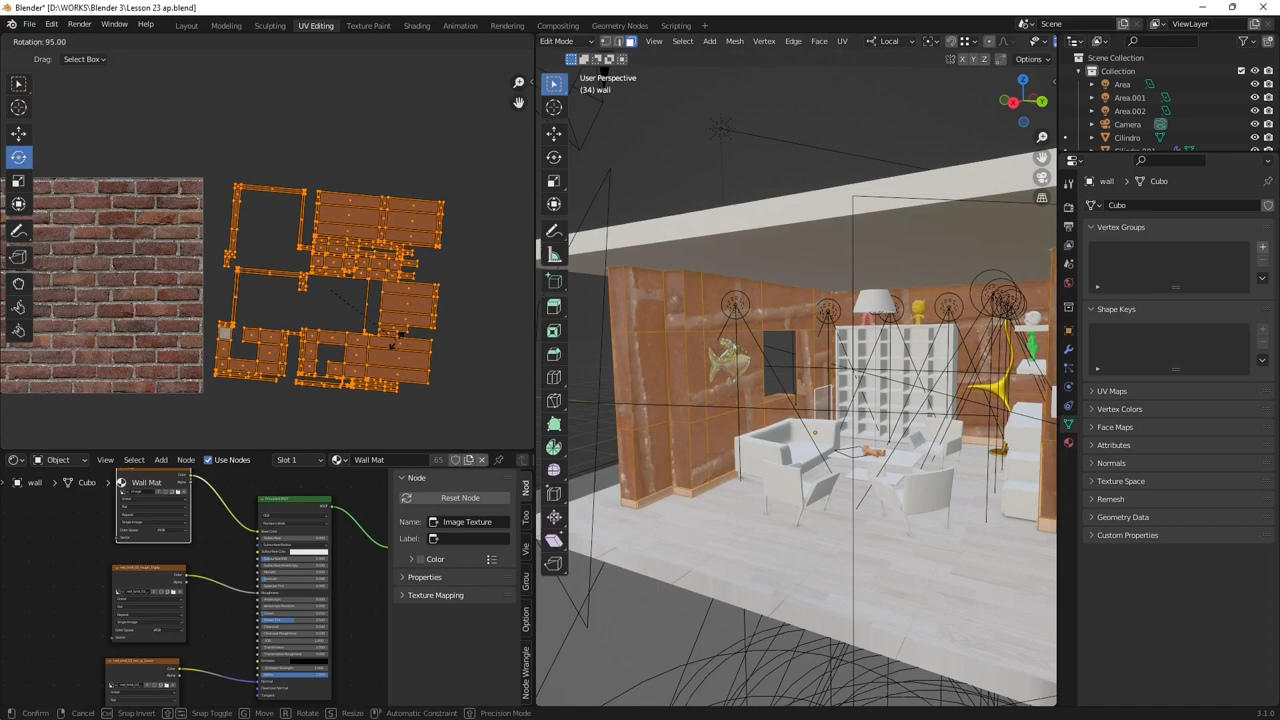 Blender* [D:\WORKS\Blender 3\Lesson 23 ap.blend]
File Edit Render Window Help Layout Modeling Sculpting UV Editing Texture Paint Shading Animation Rendering Compositing Geometry Nodes Scripting Scene ViewLayer
Rotation: 95.00
Edit Mode View Select Add Mesh Vertex Edge Face UV Local
Drag: Select Box
X Y Z Options
User Perspective
(34) wall
Scene Collection
Collection
Area
Area.001
Area.002
Camera
Cilindro
wall Cubo
Cubo
Vertex Groups
Shape Keys
UV Maps
Vertex Colors
Face Maps
Attributes
Normals
Texture Space
Remesh
Geometry Data
Custom Properties
Object View Select Add Node Use Nodes Slot 1 Wall Mat 65
wall Cubo Wall Mat
Node
Reset Node
Name: Image Texture
Label:
Color
Properties
Texture Mapping
Nod
Too
Vie
Grou
Option
Node Wrangle
Confirm Cancel Snap Invert Snap Toggle G Move R Rotate S Resize Automatic Constraint Precision Mode 3.1.0